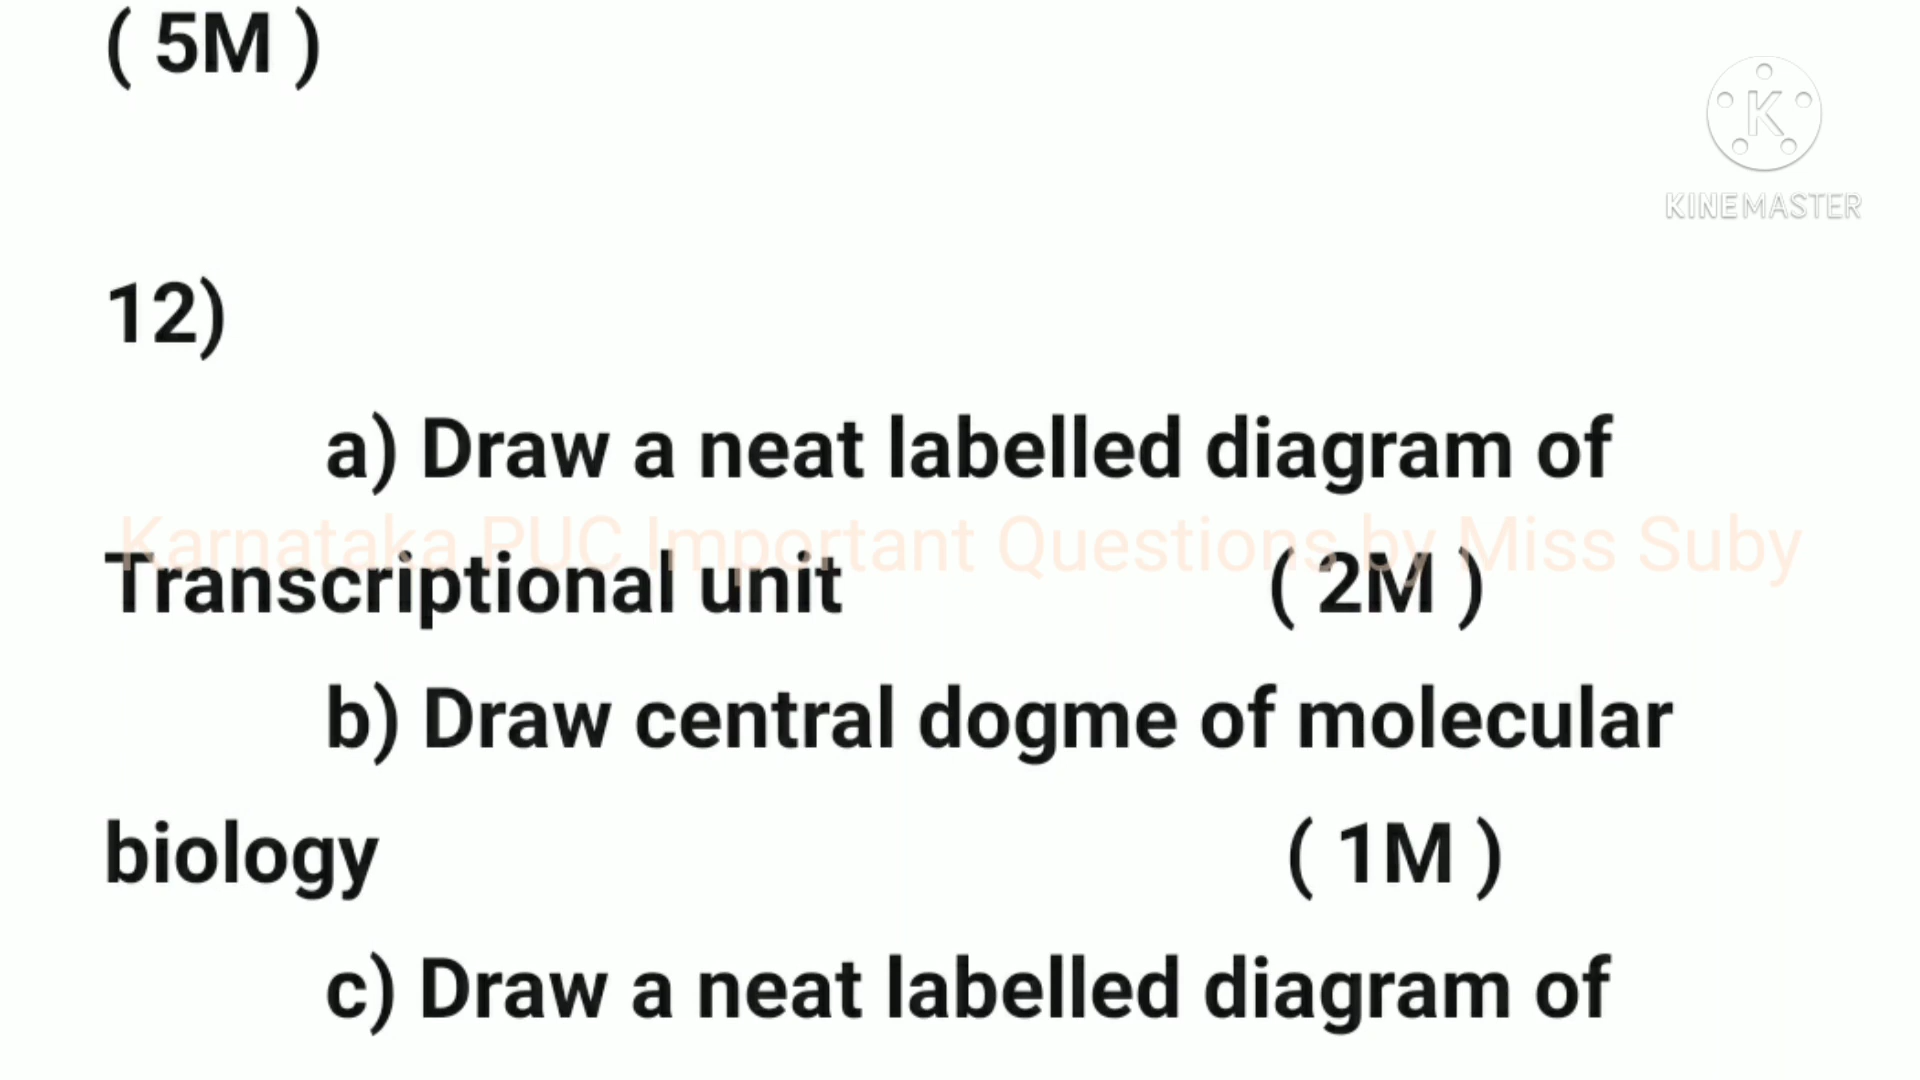 ( 5M )
K
KINEMASTER
12)
a) Draw a neat labelled diagram of
Karnataka PUC Important Questions by Miss Suby
Transcriptional unit ( 2M )
b) Draw central dogme of molecular
biology ( 1M )
c) Draw a neat labelled diagram of